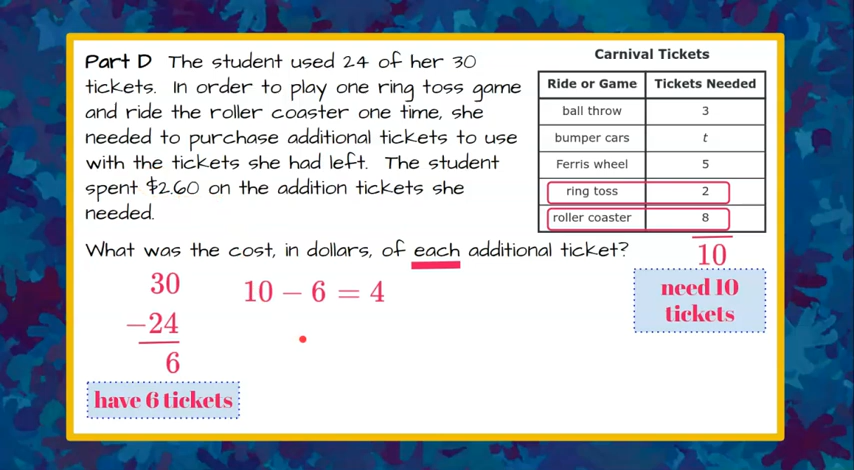 Part D The student used 24 of her 30
tickets. In order to play one ring toss game
and ride the roller coaster one time, she
needed to purchase additional tickets to use
with the tickets she had left. The student
spent $2.60 on the addition tickets she
needed.
What was the cost, in dollars, of each additional ticket?
Carnival Tickets
Ride or Game Tickets Needed
ball throw 3
bumper cars t
Ferris wheel 5
ring toss 2
roller coaster 8
10
need 10
tickets
30
−24
6
have 6 tickets
10 − 6 = 4